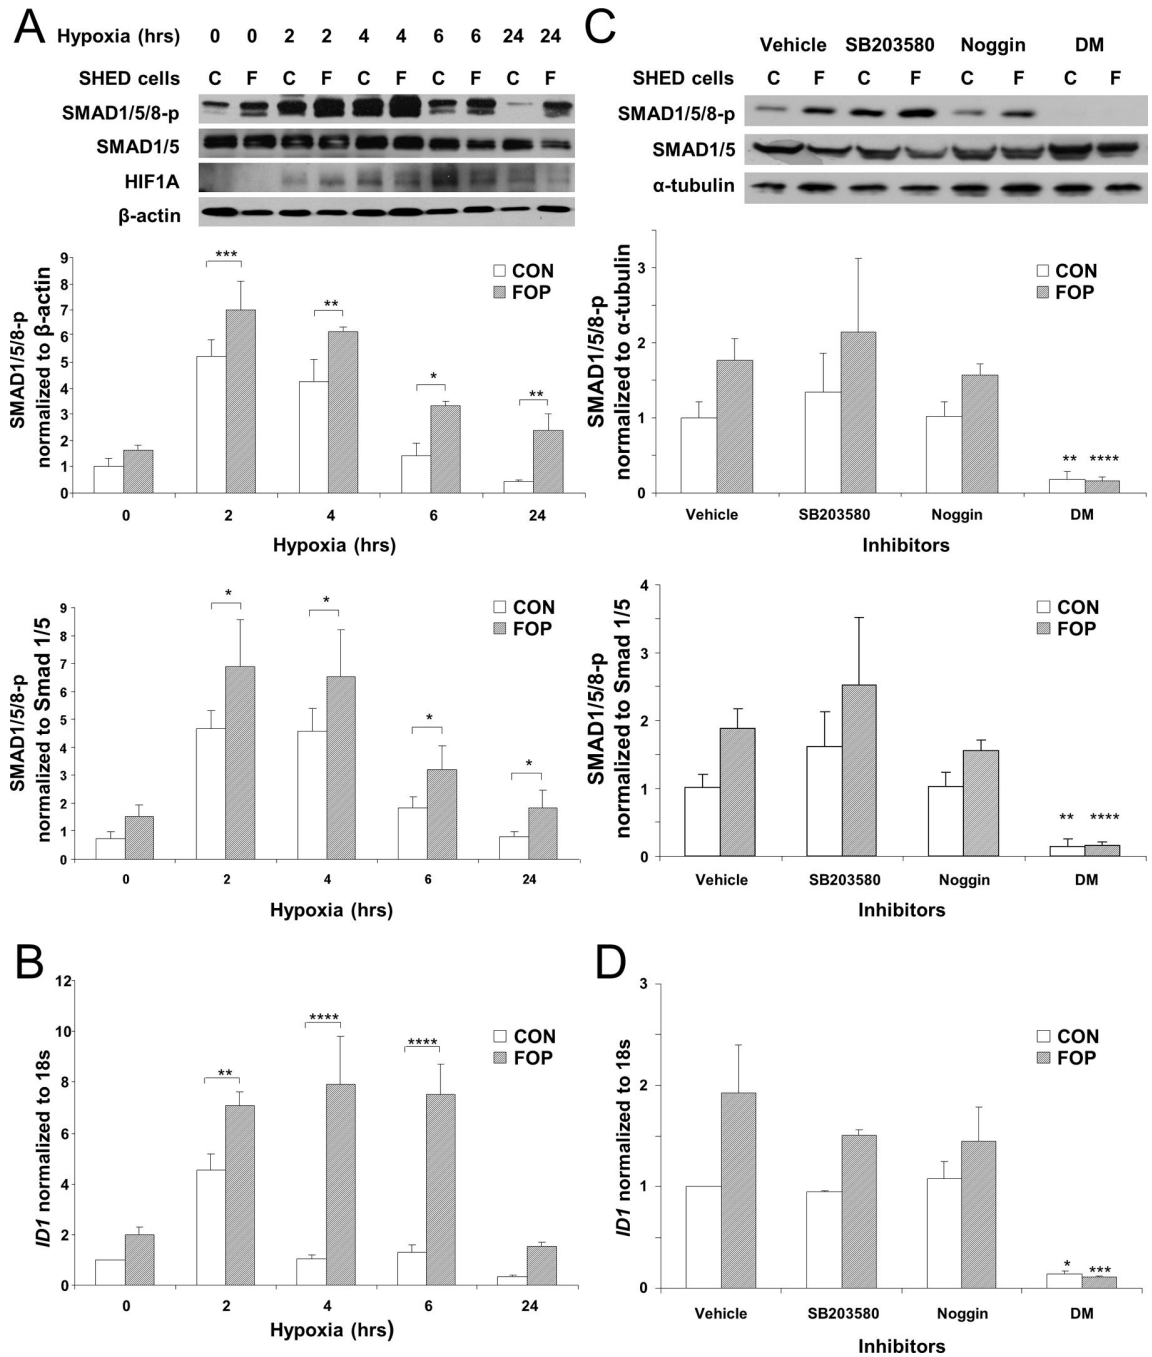 A
Hypoxia (hrs) 0 0 2 2 4 4 6 6 24 24
SHED cells C F C F C F C F C F
SMAD1/5/8-p
SMAD1/5
HIF1A
β-actin
SMAD1/5/8-p
normalized to β-actin
9
8
7
6
5
4
3
2
1
0
***
**
*
**
CON
FOP
0 2 4 6 24
Hypoxia (hrs)
SMAD1/5/8-p
normalized to Smad 1/5
9
8
7
6
5
4
3
2
1
0
*
*
*
*
CON
FOP
0 2 4 6 24
Hypoxia (hrs)
B
ID1 normalized to 18s
12
10
8
6
4
2
0
**
****
****
CON
FOP
0 2 4 6 24
Hypoxia (hrs)
C
Vehicle SB203580 Noggin DM
SHED cells C F C F C F C F
SMAD1/5/8-p
SMAD1/5
α-tubulin
SMAD1/5/8-p
normalized to α-tubulin
3
2
1
0
CON
FOP
** ****
Vehicle SB203580 Noggin DM
Inhibitors
SMAD1/5/8-p
normalized to Smad 1/5
4
3
2
1
0
CON
FOP
** ****
Vehicle SB203580 Noggin DM
Inhibitors
D
ID1 normalized to 18s
3
2
1
0
CON
FOP
* ***
Vehicle SB203580 Noggin DM
Inhibitors